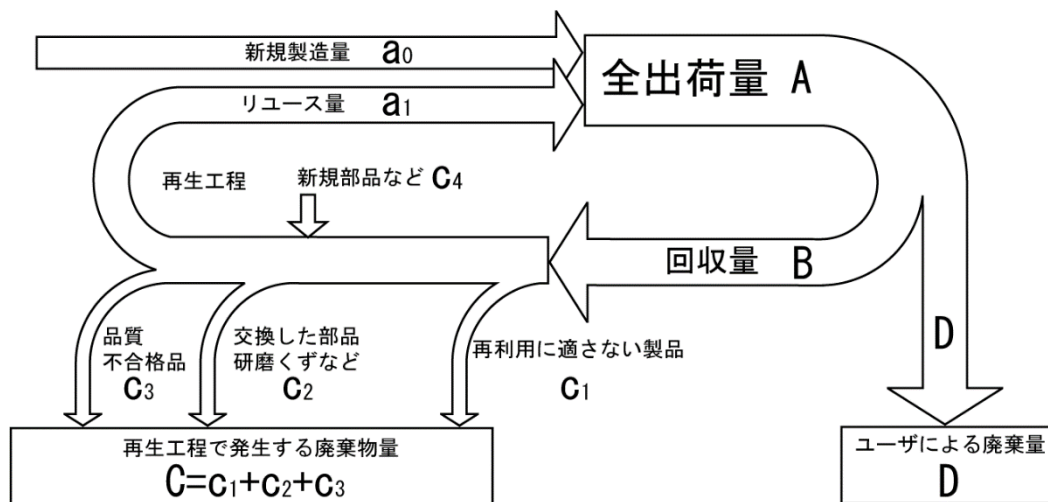 新規製造量 a0
全出荷量 A
リユース量 a1
再生工程
新規部品など c4
回収量 B
品質
不合格品
c3
交換した部品
研磨くずなど
c2
再利用に適さない製品
c1
D
再生工程で発生する廃棄物量
C=c1+c2+c3
ユーザによる廃棄量
D